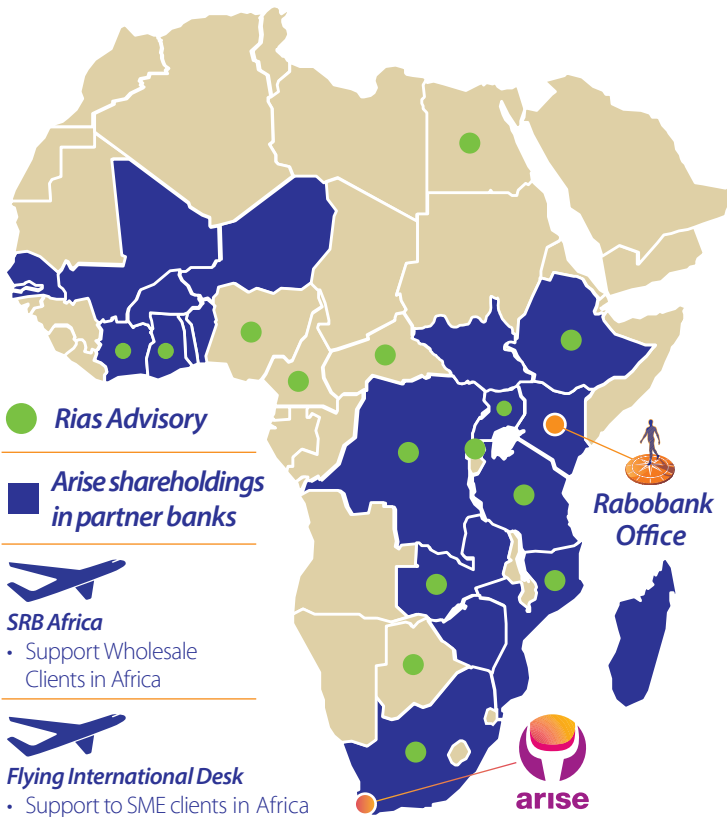 Rias Advisory
Arise shareholdings
in partner banks
SRB Africa
• Support Wholesale
Clients in Africa
Flying International Desk
• Support to SME clients in Africa
Rabobank
Office
arise